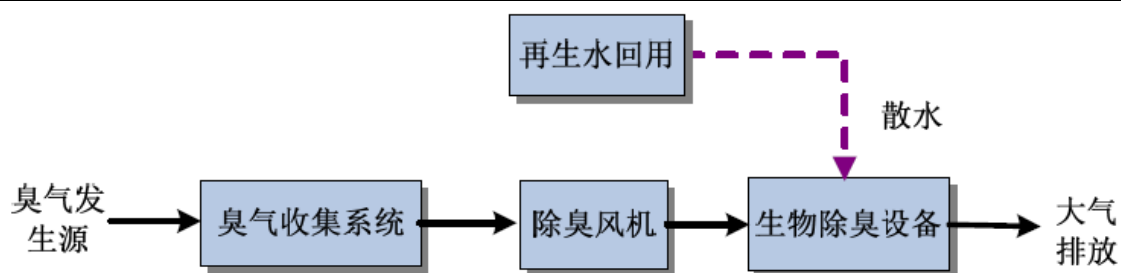 再生水回用
散水
臭气发
生源
臭气收集系统
除臭风机
生物除臭设备
大气
排放